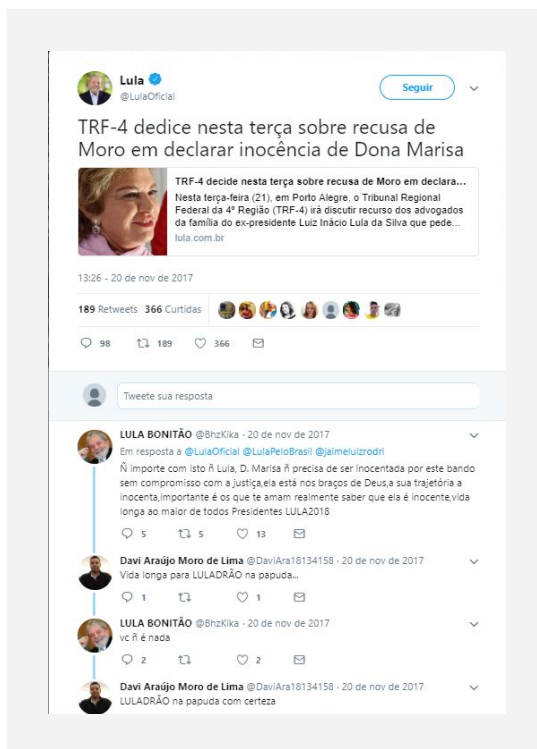 Lula
@LulaOficial
Seguir
TRF-4 dedice nesta terça sobre recusa de
Moro em declarar inocência de Dona Marisa
TRF-4 decide nesta terça sobre recusa de Moro em declara...
Nesta terça-feira (21), em Porto Alegre, o Tribunal Regional
Federal da 4ª Região (TRF-4) irá discutir recurso dos advogados
da família do ex-presidente Luiz Inácio Lula da Silva que pede...
lula.com.br
13:26 - 20 de nov de 2017
189 Retweets 366 Curtidas
98 189 366
Tweete sua resposta
LULA BONITÃO @BhzKika - 20 de nov de 2017
Em resposta a @LulaOficial @LulaPeloBrasil @jaimeluizrodri
Ñ importe com isto ñ Lula, D. Marisa ñ precisa de ser inocentada por este bando
sem compromisso com a justiça,ela está nos braços de Deus,a sua trajetória a
inocenta,importante é os que te amam realmente saber que ela é inocente,vida
longa ao maior de todos Presidentes LULA2018
5 5 13
Davi Araújo Moro de Lima @DaviAra18134158 - 20 de nov de 2017
Vida longa para LULADRÃO na papuda...
1 1
LULA BONITÃO @BhzKika - 20 de nov de 2017
vc ñ é nada
2 2
Davi Araújo Moro de Lima @DaviAra18134158 - 20 de nov de 2017
LULADRÃO na papuda com certeza